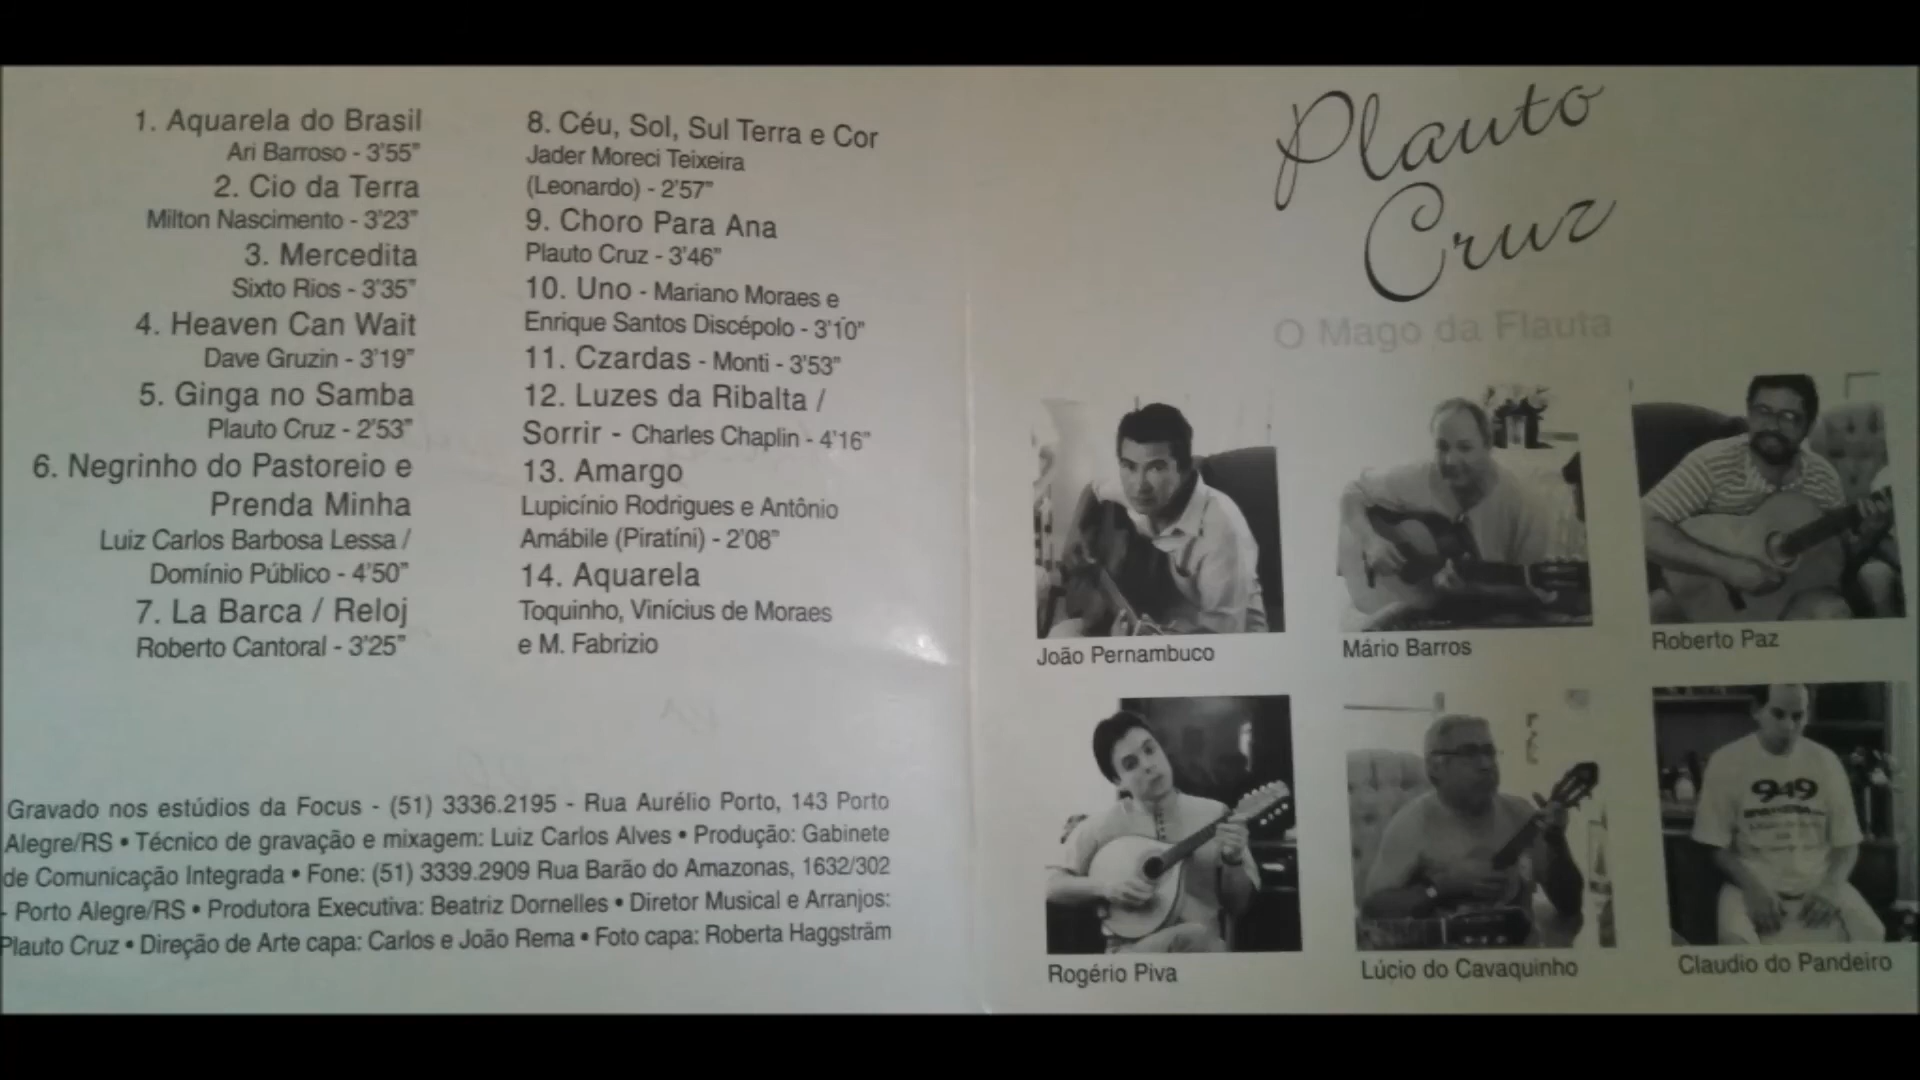 1. Aquarela do Brasil
Ari Barroso - 3'55"
2. Cio da Terra
Milton Nascimento - 3'23"
3. Mercedita
Sixto Rios - 3'35"
4. Heaven Can Wait
Dave Gruzin - 3'19"
5. Ginga no Samba
Plauto Cruz - 2'53"
6. Negrinho do Pastoreio e
Prenda Minha
Luiz Carlos Barbosa Lessa /
Domínio Público - 4'50"
7. La Barca / Reloj
Roberto Cantoral - 3'25"
8. Céu, Sol, Sul Terra e Cor
Jader Moreci Teixeira
(Leonardo) - 2'57"
9. Choro Para Ana
Plauto Cruz - 3'46"
10. Uno - Mariano Moraes e
Enrique Santos Discépolo - 3'10"
11. Czardas - Monti - 3'53"
12. Luzes da Ribalta /
Sorrir - Charles Chaplin - 4'16"
13. Amargo
Lupicínio Rodrigues e Antônio
Amábile (Piratíni) - 2'08"
14. Aquarela
Toquinho, Vinícius de Moraes
e M. Fabrizio
Gravado nos estúdios da Focus - (51) 3336.2195 - Rua Aurélio Porto, 143 Porto
Alegre/RS • Técnico de gravação e mixagem: Luiz Carlos Alves • Produção: Gabinete
de Comunicação Integrada • Fone: (51) 3339.2909 Rua Barão do Amazonas, 1632/302
- Porto Alegre/RS • Produtora Executiva: Beatriz Dornelles • Diretor Musical e Arranjos:
Plauto Cruz • Direção de Arte capa: Carlos e João Rema • Foto capa: Roberta Haggsträm
Plauto
Cruz
O Mago da Flauta
João Pernambuco
Mário Barros
Roberto Paz
949
Rogério Piva
Lúcio do Cavaquinho
Claudio do Pandeiro